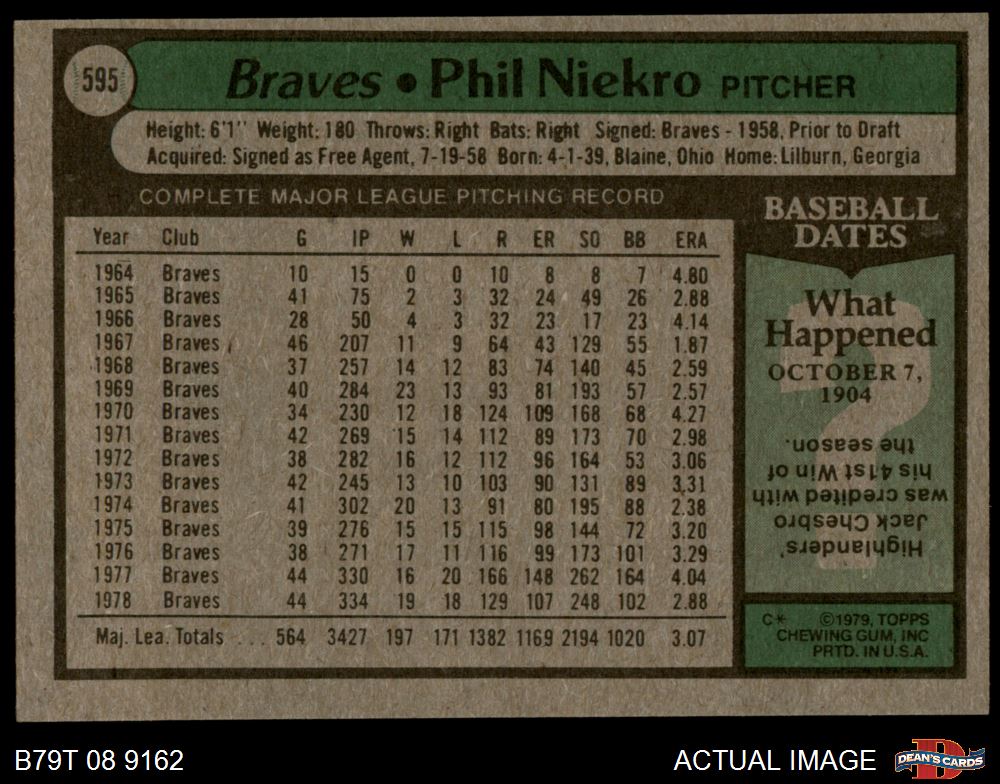 595
Braves • Phil Niekro PITCHER
Height: 6'1" Weight: 180 Throws: Right Bats: Right Signed: Braves - 1958, Prior to Draft
Acquired: Signed as Free Agent, 7-19-58 Born: 4-1-39, Blaine, Ohio Home: Lilburn, Georgia
COMPLETE MAJOR LEAGUE PITCHING RECORD
Year Club G IP W L R ER SO BB ERA
1964 Braves 10 15 0 0 10 8 8 7 4.80
1965 Braves 41 75 2 3 32 24 49 26 2.88
1966 Braves 28 50 4 3 32 23 17 23 4.14
1967 Braves 46 207 11 9 64 43 129 55 1.87
1968 Braves 37 257 14 12 83 74 140 45 2.59
1969 Braves 40 284 23 13 93 81 193 57 2.57
1970 Braves 34 230 12 18 124 109 168 68 4.27
1971 Braves 42 269 15 14 112 89 173 70 2.98
1972 Braves 38 282 16 12 112 96 164 53 3.06
1973 Braves 42 245 13 10 103 90 131 89 3.31
1974 Braves 41 302 20 13 91 80 195 88 2.38
1975 Braves 39 276 15 15 115 98 144 72 3.20
1976 Braves 38 271 17 11 116 99 173 101 3.29
1977 Braves 44 330 16 20 166 148 262 164 4.04
1978 Braves 44 334 19 18 129 107 248 102 2.88
Maj. Lea. Totals ... 564 3427 197 171 1382 1169 2194 1020 3.07
BASEBALL
DATES
What
Happened
OCTOBER 7,
1904
Highlanders'
Jack Chesbro
was credited with
his 41st Win of
the season.
C* ©1979, TOPPS
CHEWING GUM, INC
PRTD. IN U.S.A.
B79T 08 9162
ACTUAL IMAGE
DEAN'S CARDS